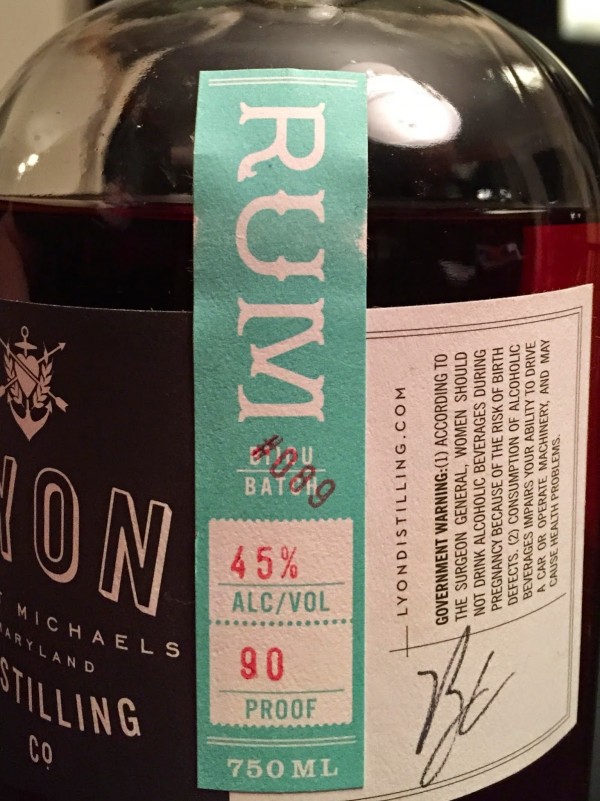 YON
MICHAELS
MARYLAND
STILLING
CO
RUM
BIJOU
BATCH
#089
45%
ALC/VOL
90
PROOF
750ML
LYONDISTILLING.COM
GOVERNMENT WARNING:(1) ACCORDING TO
THE SURGEON GENERAL, WOMEN SHOULD
NOT DRINK ALCOHOLIC BEVERAGES DURING
PREGNANCY BECAUSE OF THE RISK OF BIRTH
DEFECTS. (2) CONSUMPTION OF ALCOHOLIC
BEVERAGES IMPAIRS YOUR ABILITY TO DRIVE
A CAR OR OPERATE MACHINERY, AND MAY
CAUSE HEALTH PROBLEMS.